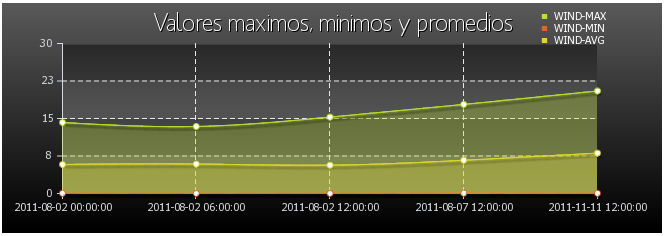 Valores maximos, minimos y promedios
WIND-MAX
WIND-MIN
WIND-AVG
30
23
15
8
0
2011-08-02 00:00:00 2011-08-02 06:00:00 2011-08-02 12:00:00 2011-08-07 12:00:00 2011-11-11 12:00:00